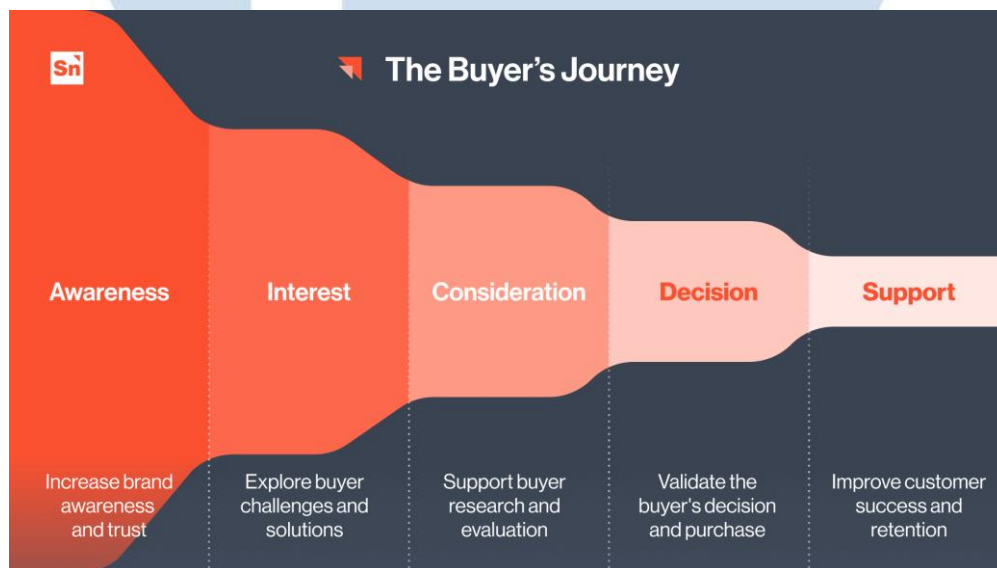 Sn
The Buyer's Journey
Awareness
Interest
Consideration
Decision
Support
Increase brand
awareness
and trust
Explore buyer
challenges and
solutions
Support buyer
research and
evaluation
Validate the
buyer's decision
and purchase
Improve customer
success and
retention